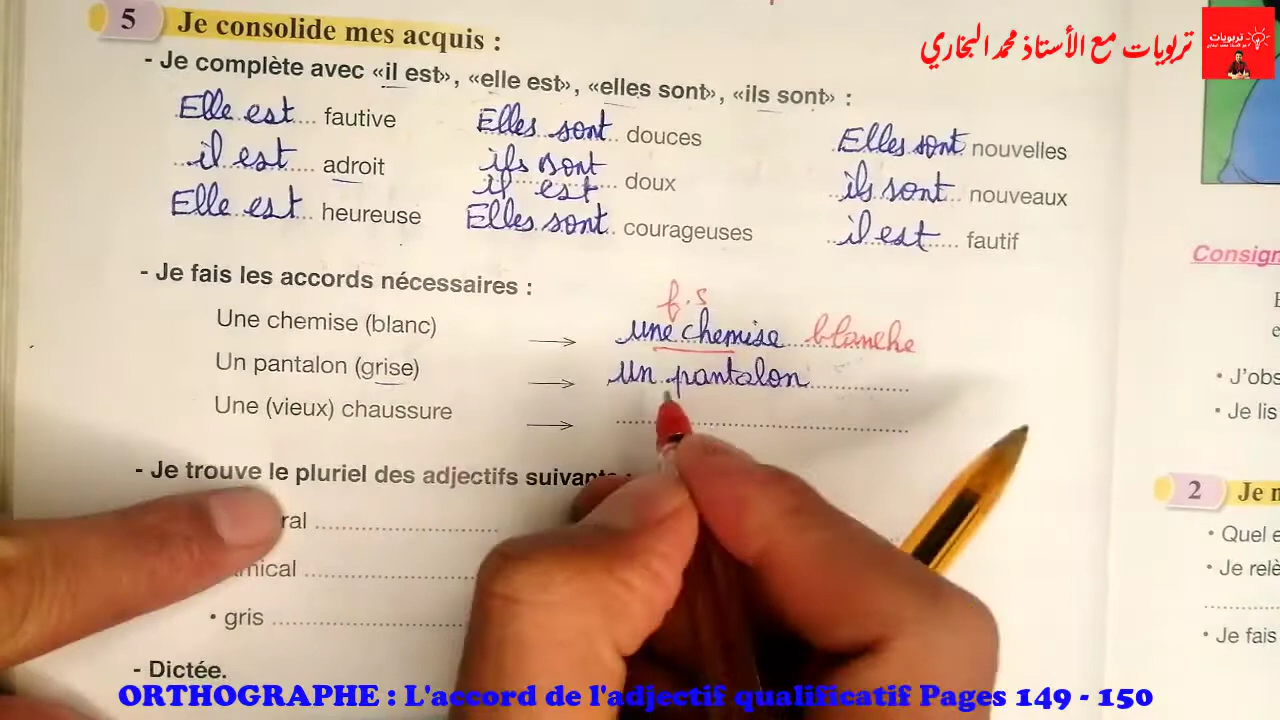 5 Je consolide mes acquis :
تربويات مع الأستاذ محمد البخاري
تربويات
- Je complète avec «il est», «elle est», «elles sont», «ils sont» :
Elle est.... fautive
Elles sont.. douces
Elles sont. nouvelles
il est...... adroit
ils sont
il est... doux
ils sont... nouveaux
Elle est... heureuse
Elles sont.. courageuses
il est..... fautif
- Je fais les accords nécessaires :
f.s
Une chemise (blanc) → une chemise blanche
Un pantalon (grise) → un pantalon
Une (vieux) chaussure →
- Je trouve le pluriel des adjectifs suivants :
ral
mical
• gris
- Dictée.
Consign
• J'obs
• Je lis
2 Je n
• Quel e
• Je relè
• Je fais
ORTHOGRAPHE : L'accord de l'adjectif qualificatif Pages 149 - 150